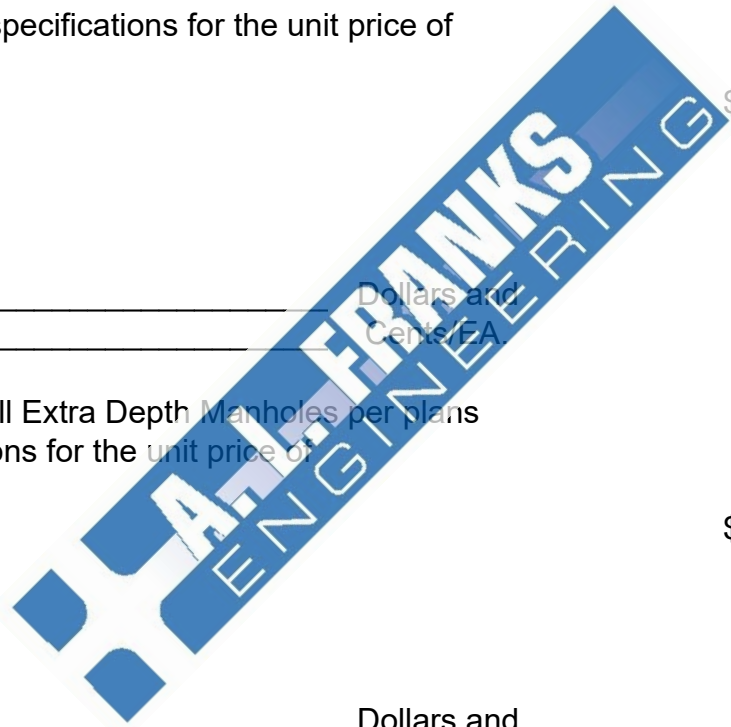 specifications for the unit price of
Dollars and
Cents/EA.
ll Extra Depth Manholes per plans
ons for the unit price of
$
Dollars and
A. L. FRANKS
ENGINEERING